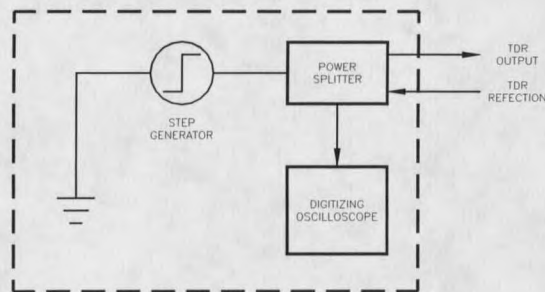 STEP
GENERATOR
POWER
SPLITTER
TDR
OUTPUT
TDR
REFECTION
DIGITIZING
OSCILLOSCOPE